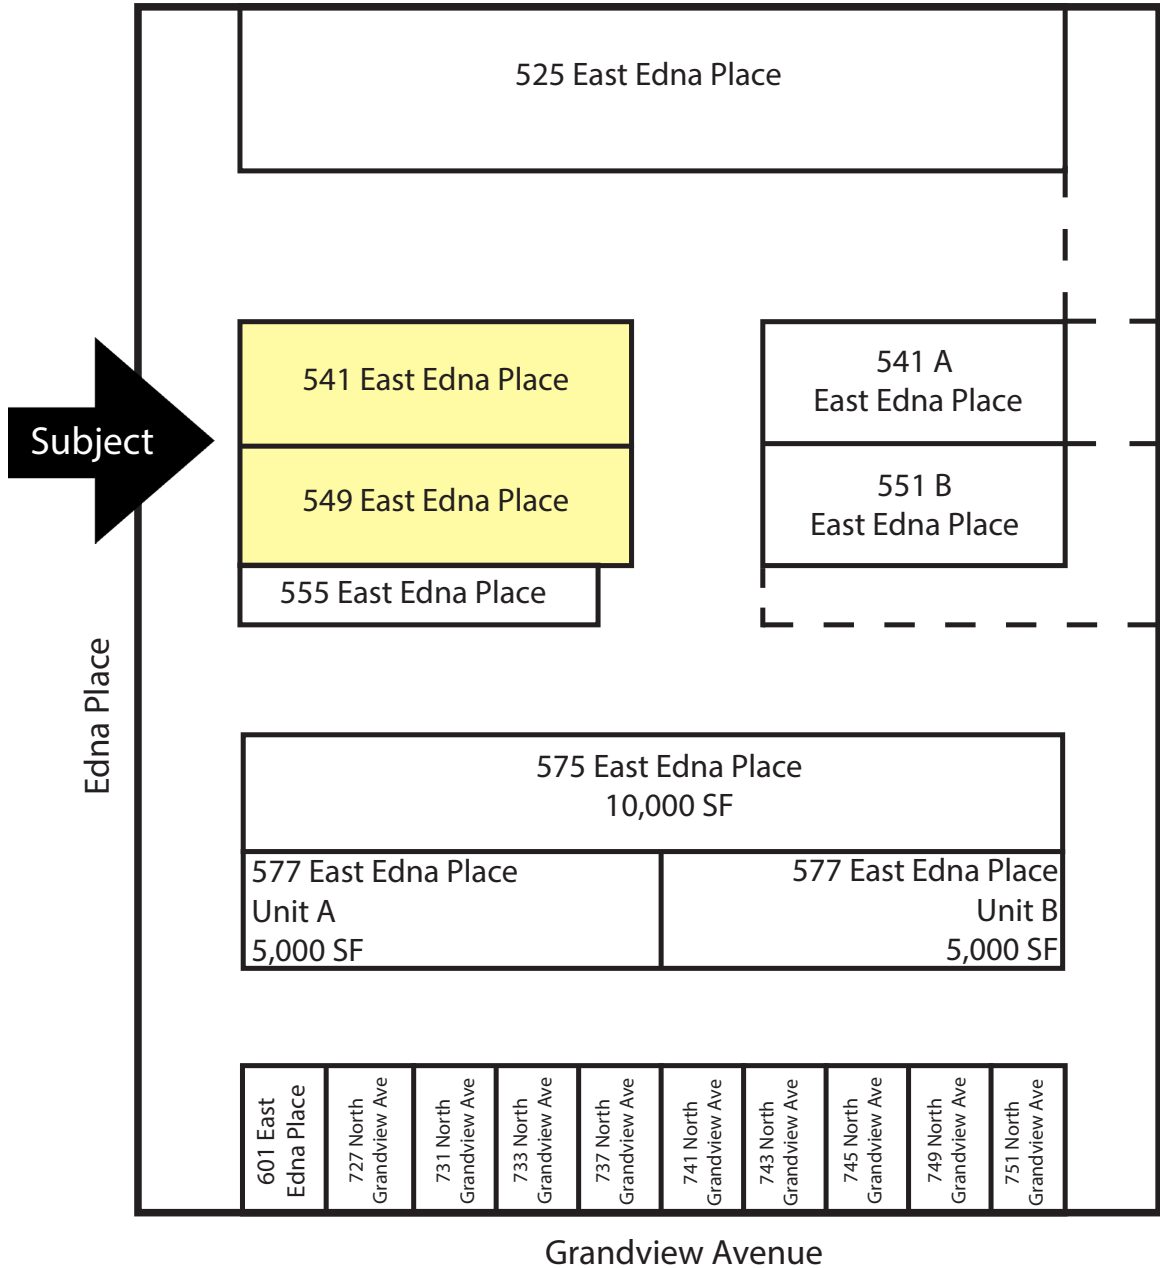 525 East Edna Place
541 East Edna Place
541 A
East Edna Place
Subject
549 East Edna Place
551 B
East Edna Place
555 East Edna Place
Edna Place
575 East Edna Place
10,000 SF
577 East Edna Place
Unit A
5,000 SF
577 East Edna Place
Unit B
5,000 SF
601 East
Edna Place
727 North
Grandview Ave
731 North
Grandview Ave
733 North
Grandview Ave
737 North
Grandview Ave
741 North
Grandview Ave
743 North
Grandview Ave
745 North
Grandview Ave
749 North
Grandview Ave
751 North
Grandview Ave
Grandview Avenue